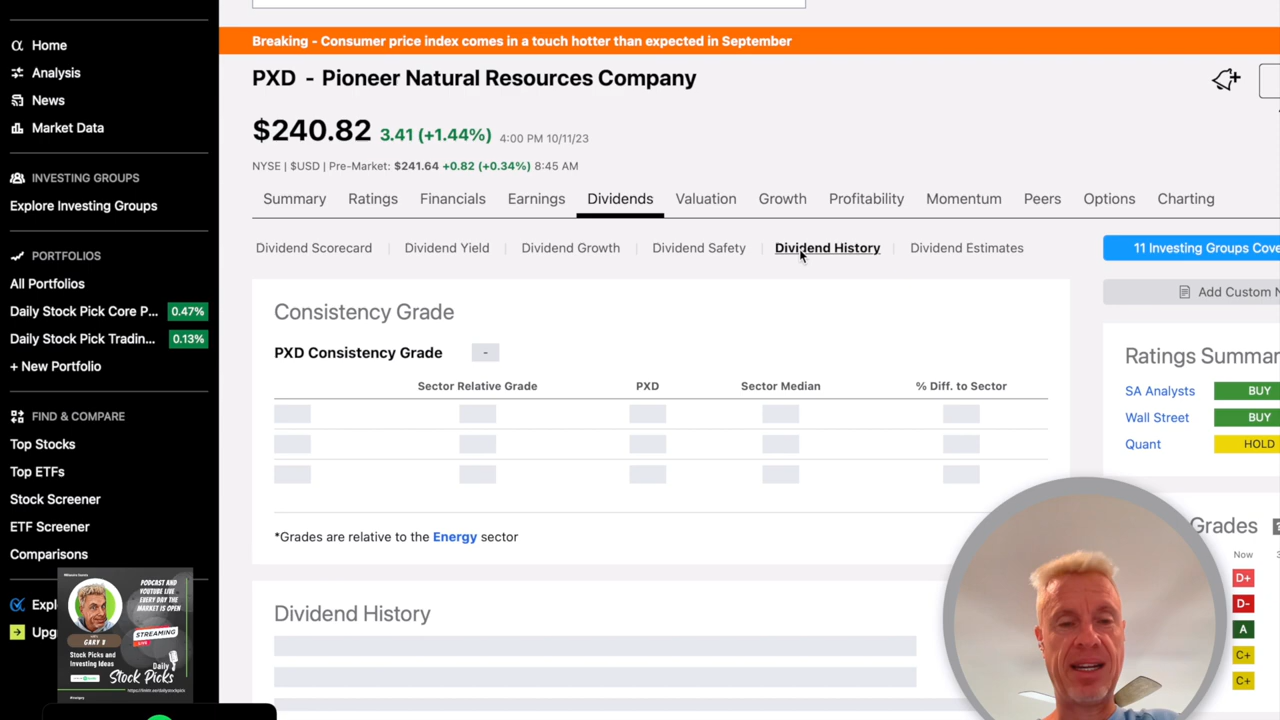 Home
Analysis
News
Market Data
INVESTING GROUPS
Explore Investing Groups
PORTFOLIOS
All Portfolios
Daily Stock Pick Core P... 0.47%
Daily Stock Pick Tradin... 0.13%
+ New Portfolio
FIND & COMPARE
Top Stocks
Top ETFs
Stock Screener
ETF Screener
Comparisons
Expl
Upg
PODCAST AND
YOUTUBE LIVE
EVERY DAY THE
MARKET IS OPEN
STREAMING
GARY V
Stock Picks and
Investing Ideas
Daily
Stock Picks
Breaking - Consumer price index comes in a touch hotter than expected in September
PXD - Pioneer Natural Resources Company
$240.82 3.41 (+1.44%) 4:00 PM 10/11/23
NYSE | $USD | Pre-Market: $241.64 +0.82 (+0.34%) 8:45 AM
Summary Ratings Financials Earnings Dividends Valuation Growth Profitability Momentum Peers Options Charting
Dividend Scorecard | Dividend Yield | Dividend Growth | Dividend Safety | Dividend History | Dividend Estimates
Consistency Grade
PXD Consistency Grade -
Sector Relative Grade PXD Sector Median % Diff. to Sector
*Grades are relative to the Energy sector
Dividend History
11 Investing Groups Cove
Add Custom N
Ratings Summar
SA Analysts BUY
Wall Street BUY
Quant HOLD
Grades
Now
D+
D-
A
C+
C+